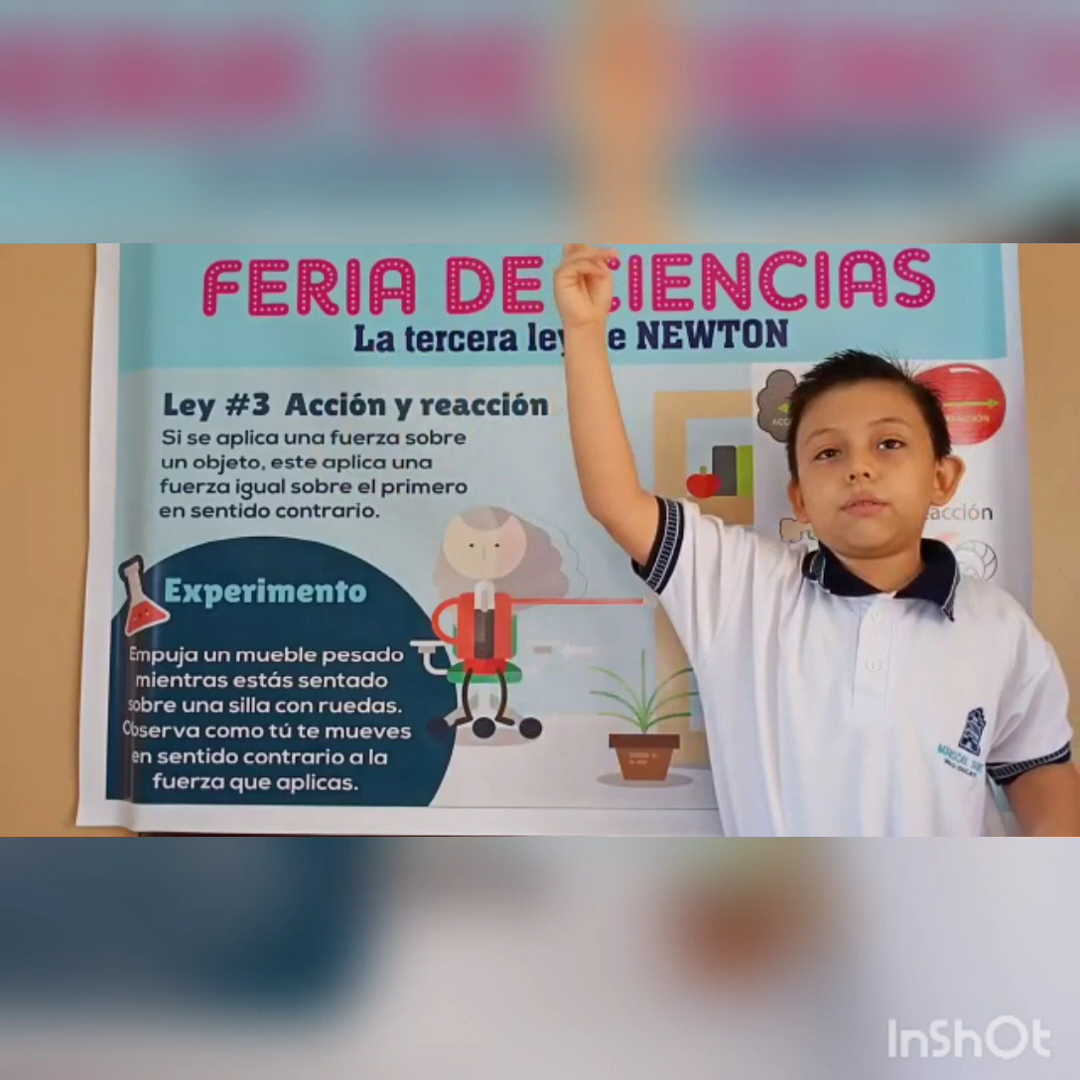 FERIA DE CIENCIAS
La tercera ley de NEWTON
Ley #3 Acción y reacción
Si se aplica una fuerza sobre
un objeto, este aplica una
fuerza igual sobre el primero
en sentido contrario.
Experimento
Empuja un mueble pesado
mientras estás sentado
sobre una silla con ruedas.
Observa como tú te mueves
en sentido contrario a la
fuerza que aplicas.
eacción
InShOt